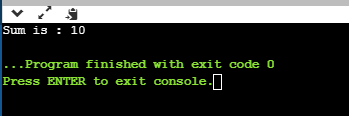 Sum is : 10
...Program finished with exit code 0
Press ENTER to exit console.